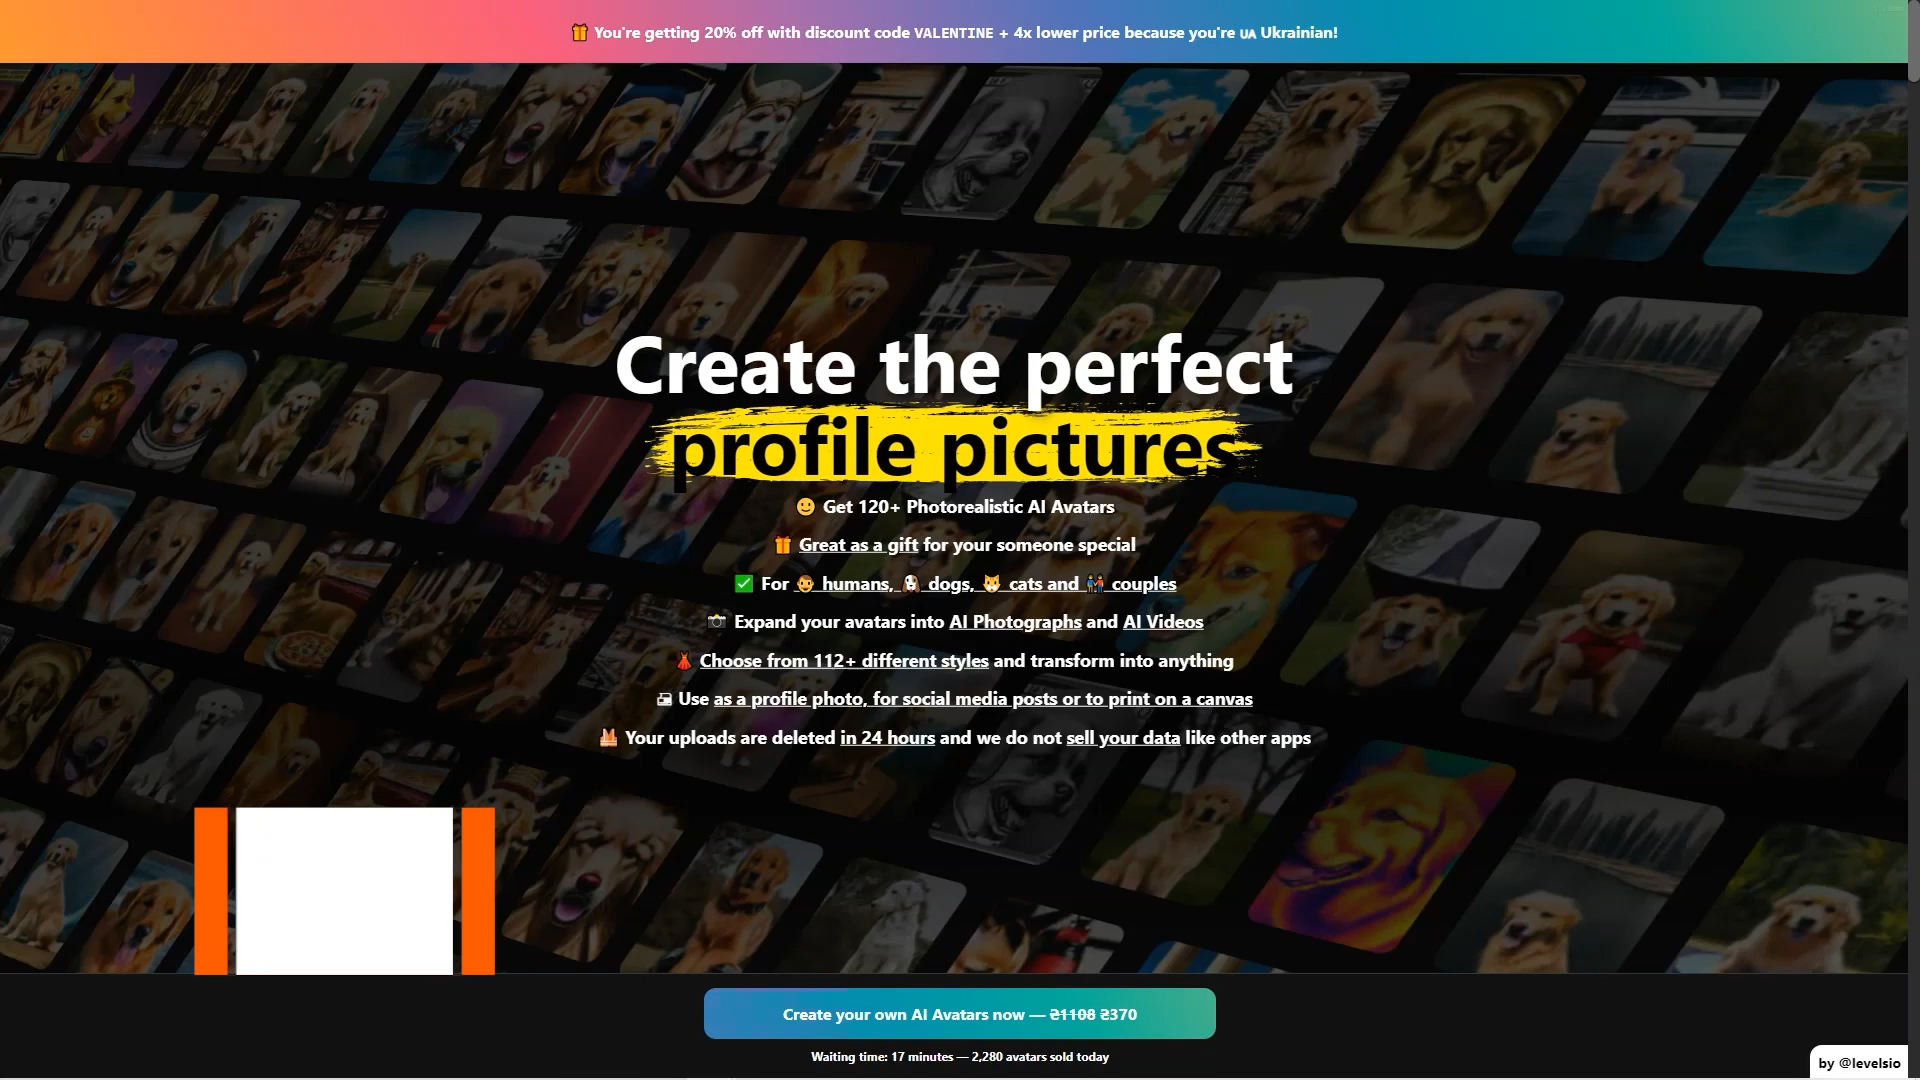 🎁 You're getting 20% off with discount code VALENTINE + 4x lower price because you're UA Ukrainian!
Create the perfect
profile pictures
Get 120+ Photorealistic AI Avatars
Great as a gift for your someone special
For humans, dogs, cats and couples
Expand your avatars into AI Photographs and AI Videos
Choose from 112+ different styles and transform into anything
Use as a profile photo, for social media posts or to print on a canvas
Your uploads are deleted in 24 hours and we do not sell your data like other apps
Create your own AI Avatars now — ₴1108 ₴370
Waiting time: 17 minutes — 2,280 avatars sold today
by @levelsio